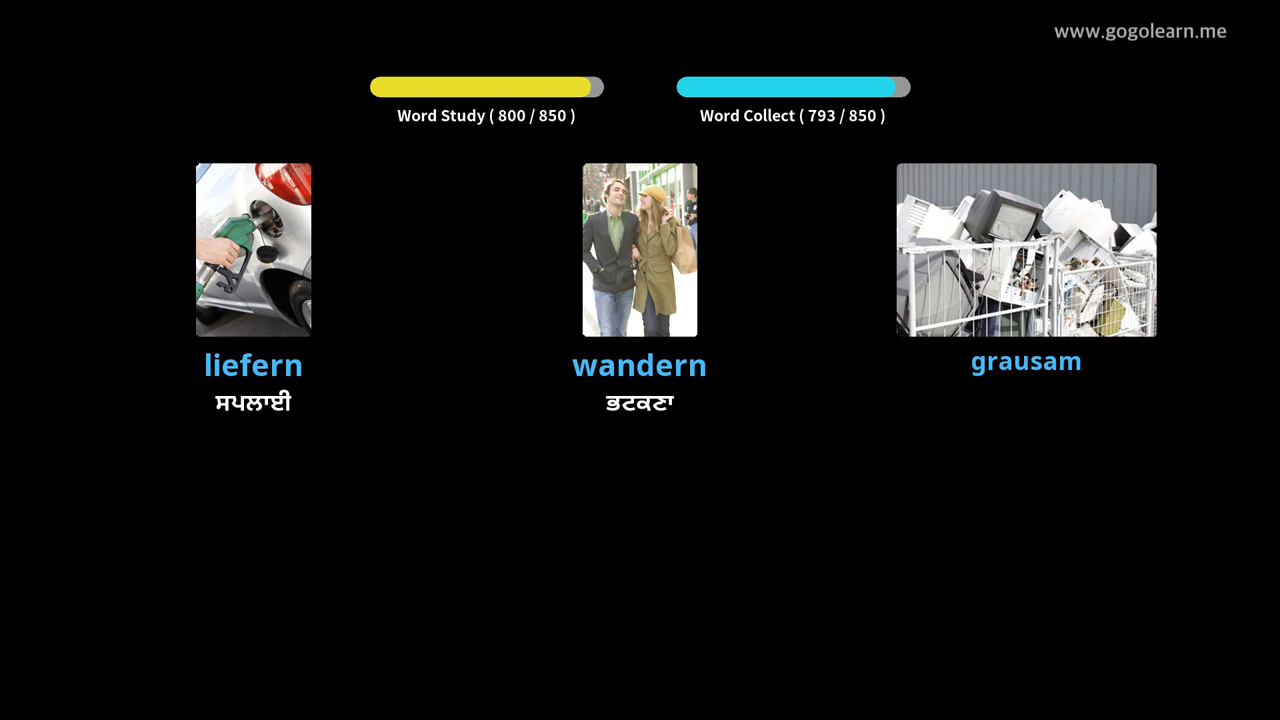 www.gogolearn.me
Word Study ( 800 / 850 )
Word Collect ( 793 / 850 )
liefern
wandern
grausam
ਸਪਲਾਈ
ਭਟਕਣਾ